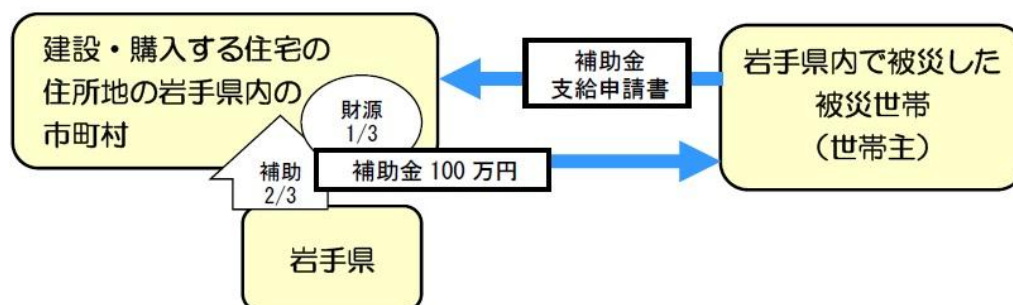 建設・購入する住宅の
住所地の岩手県内の
市町村
財源
1/3
補助
2/3
岩手県
補助金
支給申請書
補助金 100 万円
岩手県内で被災した
被災世帯
（世帯主）